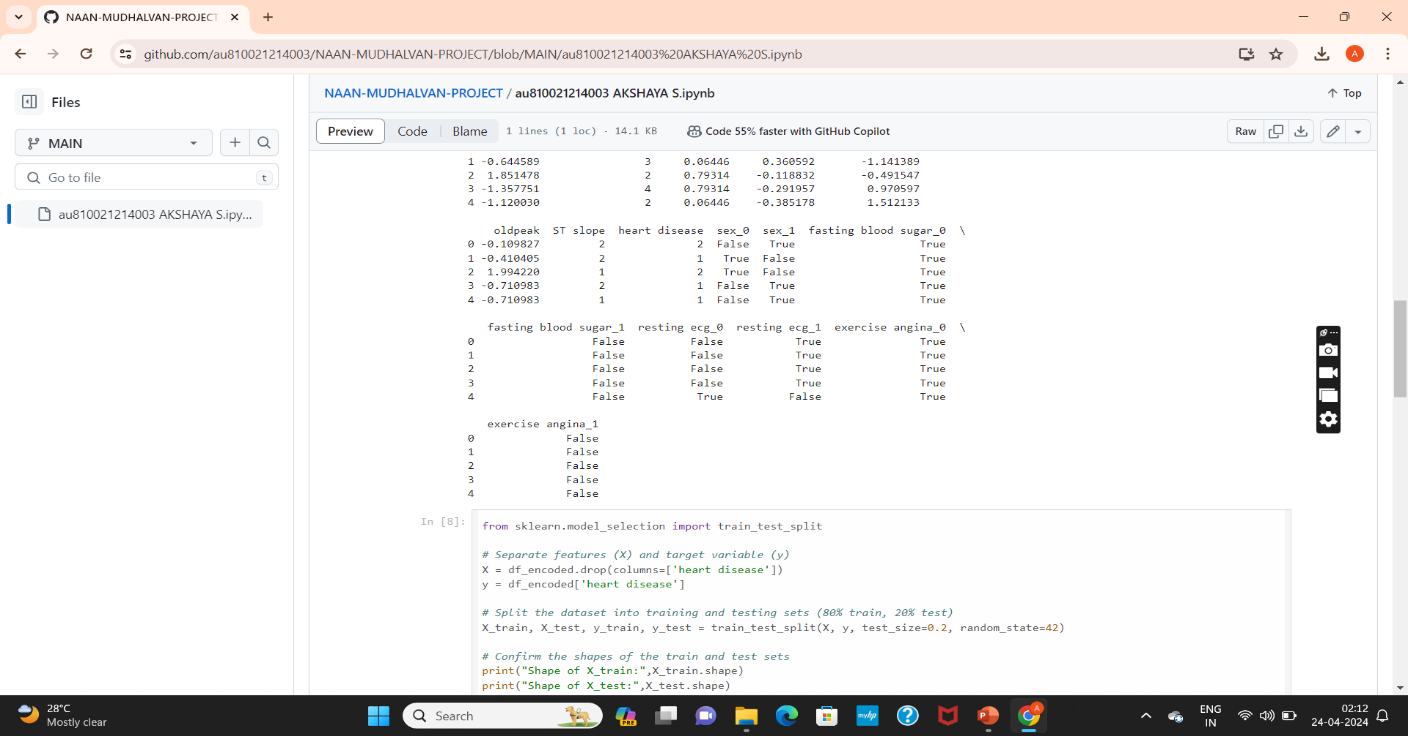 NAAN-MUDHALVAN-PROJECT
github.com/au810021214003/NAAN-MUDHALVAN-PROJECT/blob/MAIN/au810021214003%20AKSHAYA%20S.ipynb
A
Files
NAAN-MUDHALVAN-PROJECT / au810021214003 AKSHAYA S.ipynb
Top
MAIN
Preview Code Blame 1 lines (1 loc) · 14.1 KB Code 55% faster with GitHub Copilot Raw
Go to file t
au810021214003 AKSHAYA S.ipy...
1 -0.644589 3 0.06446 0.360592 -1.141389
2 1.851478 2 0.79314 -0.118832 -0.491547
3 -1.357751 4 0.79314 -0.291957 0.970597
4 -1.120030 2 0.06446 -0.385178 1.512133
oldpeak ST slope heart disease sex_0 sex_1 fasting blood sugar_0 \
0 -0.109827 2 2 False True True
1 -0.410405 2 1 True False True
2 1.994220 1 2 True False True
3 -0.710983 2 1 False True True
4 -0.710983 1 1 False True True
fasting blood sugar_1 resting ecg_0 resting ecg_1 exercise angina_0 \
0 False False True True
1 False False True True
2 False False True True
3 False False True True
4 False True False True
exercise angina_1
0 False
1 False
2 False
3 False
4 False
In [8]:
from sklearn.model_selection import train_test_split
# Separate features (X) and target variable (y)
X = df_encoded.drop(columns=['heart disease'])
y = df_encoded['heart disease']
# Split the dataset into training and testing sets (80% train, 20% test)
X_train, X_test, y_train, y_test = train_test_split(X, y, test_size=0.2, random_state=42)
# Confirm the shapes of the train and test sets
print("Shape of X_train:",X_train.shape)
print("Shape of X_test:",X_test.shape)
28°C
Mostly clear
Search
PRE
myhp
ENG
IN
02:12
24-04-2024